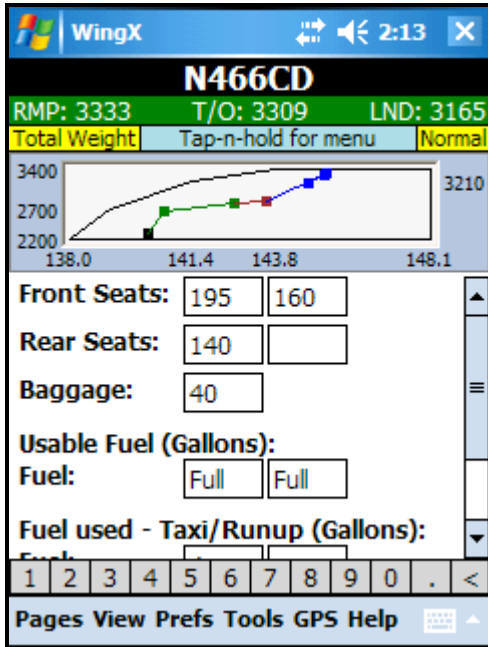 WingX 2:13
N466CD
RMP: 3333 T/O: 3309 LND: 3165
Total Weight Tap-n-hold for menu Normal
3400
3210
2700
2200
138.0 141.4 143.8 148.1
Front Seats: 195 160
Rear Seats: 140
Baggage: 40
Usable Fuel (Gallons):
Fuel: Full Full
Fuel used - Taxi/Runup (Gallons):
1 2 3 4 5 6 7 8 9 0 . <
Pages View Prefs Tools GPS Help